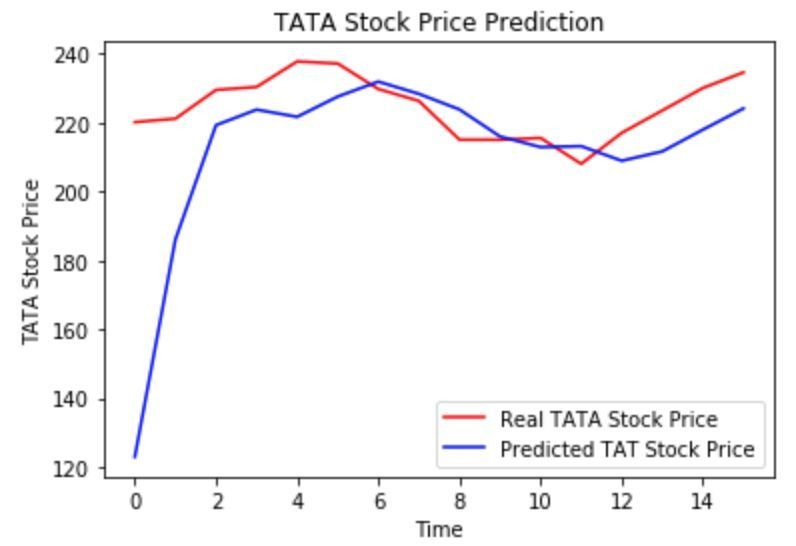 TATA Stock Price Prediction
240
220
200
180
160
140
120
TATA Stock Price
Real TATA Stock Price
Predicted TAT Stock Price
0 2 4 6 8 10 12 14
Time